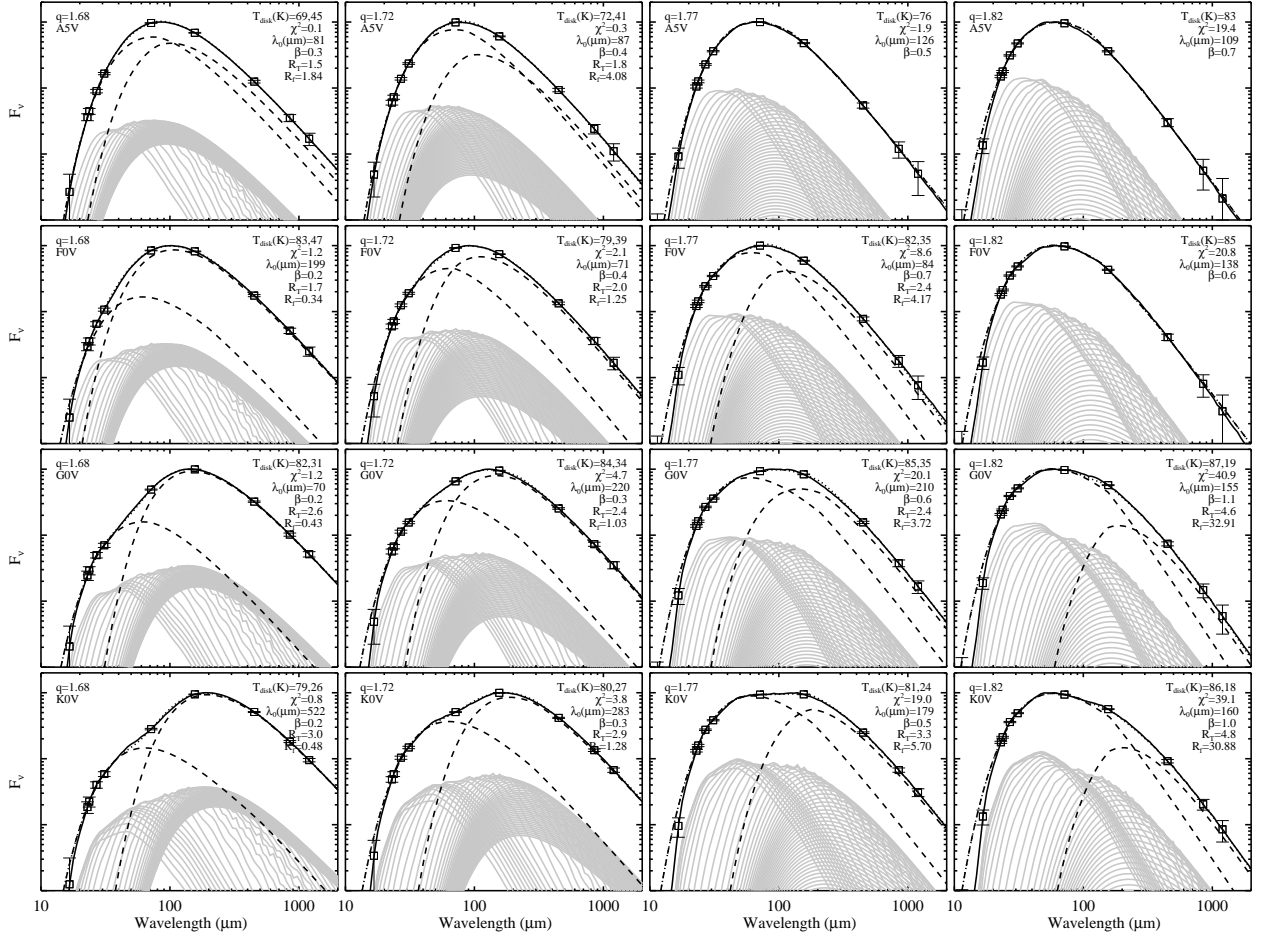 q=1.68
A5V
T_disk(K)=69,45
χ²=0.1
λ₀(μm)=81
β=0.3
R_T=1.5
R_f=1.84
q=1.72
A5V
T_disk(K)=72,41
χ²=0.3
λ₀(μm)=87
β=0.4
R_T=1.8
R_f=4.08
q=1.77
A5V
T_disk(K)=76
χ²=1.9
λ₀(μm)=126
β=0.5
q=1.82
A5V
T_disk(K)=83
χ²=19.4
λ₀(μm)=109
β=0.7
F_ν
q=1.68
F0V
T_disk(K)=83,47
χ²=1.2
λ₀(μm)=199
β=0.2
R_T=1.7
R_f=0.34
q=1.72
F0V
T_disk(K)=79,39
χ²=2.1
λ₀(μm)=71
β=0.4
R_T=2.0
R_f=1.25
q=1.77
F0V
T_disk(K)=82,35
χ²=8.6
λ₀(μm)=84
β=0.7
R_T=2.4
R_f=4.17
q=1.82
F0V
T_disk(K)=85
χ²=20.8
λ₀(μm)=138
β=0.6
F_ν
q=1.68
G0V
T_disk(K)=82,31
χ²=1.2
λ₀(μm)=70
β=0.2
R_T=2.6
R_f=0.43
q=1.72
G0V
T_disk(K)=84,34
χ²=4.7
λ₀(μm)=220
β=0.3
R_T=2.4
R_f=1.03
q=1.77
G0V
T_disk(K)=85,35
χ²=20.1
λ₀(μm)=210
β=0.6
R_T=2.4
R_f=3.72
q=1.82
G0V
T_disk(K)=87,19
χ²=40.9
λ₀(μm)=155
β=1.1
R_T=4.6
R_f=32.91
F_ν
q=1.68
K0V
T_disk(K)=79,26
χ²=0.8
λ₀(μm)=522
β=0.2
R_T=3.0
R_f=0.48
q=1.72
K0V
T_disk(K)=80,27
χ²=3.8
λ₀(μm)=283
β=0.3
R_T=2.9
R_f=1.28
q=1.77
K0V
T_disk(K)=81,24
χ²=19.0
λ₀(μm)=179
β=0.5
R_T=3.3
R_f=5.70
q=1.82
K0V
T_disk(K)=86,18
χ²=39.1
λ₀(μm)=160
β=1.0
R_T=4.8
R_f=30.88
F_ν
10 100 1000 10 100 1000 10 100 1000 10 100 1000
Wavelength (μm) Wavelength (μm) Wavelength (μm) Wavelength (μm)